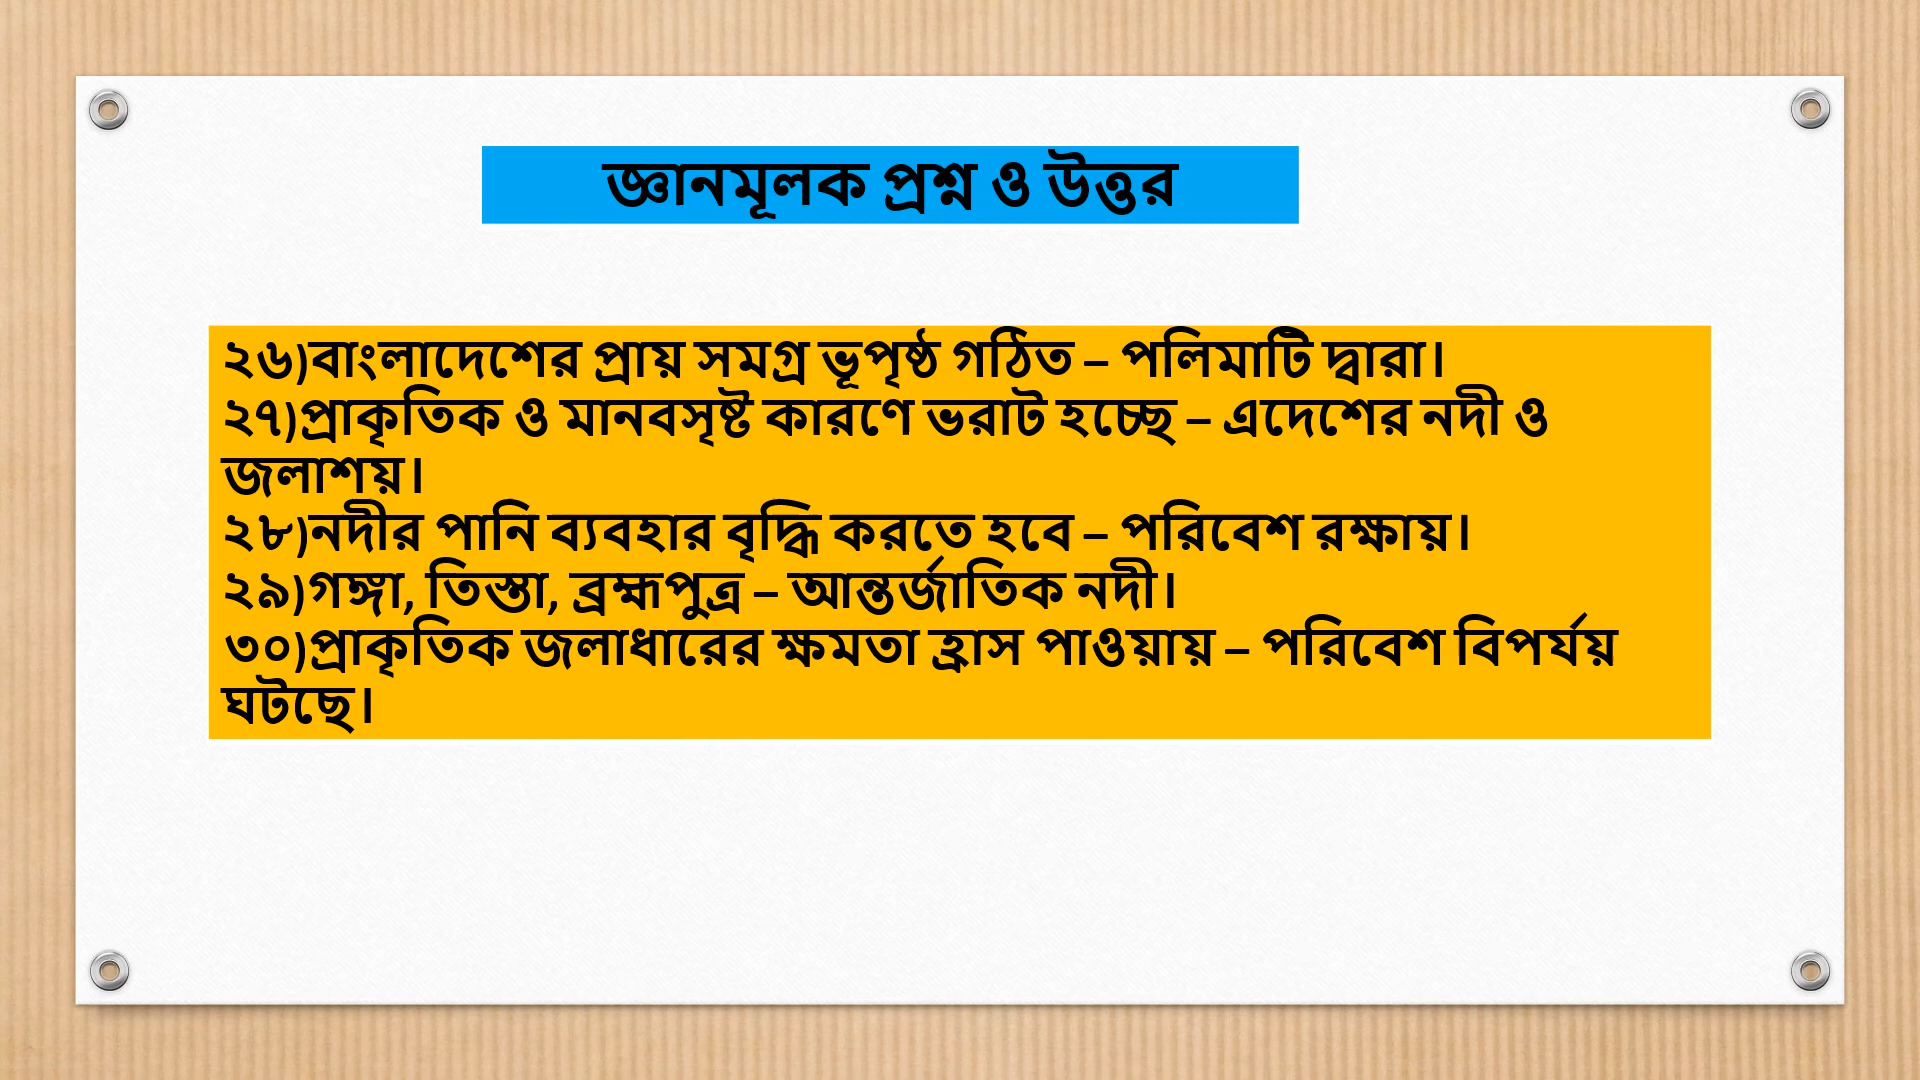 জ্ঞানমূলক প্রশ্ন ও উত্তর
২৬)বাংলাদেশের প্রায় সমগ্র ভূপৃষ্ঠ গঠিত – পলিমাটি দ্বারা।
২৭)প্রাকৃতিক ও মানবসৃষ্ট কারণে ভরাট হচ্ছে – এদেশের নদী ও
জলাশয়।
২৮)নদীর পানি ব্যবহার বৃদ্ধি করতে হবে – পরিবেশ রক্ষায়।
২৯)গঙ্গা, তিস্তা, ব্রহ্মপুত্র – আন্তর্জাতিক নদী।
৩০)প্রাকৃতিক জলাধারের ক্ষমতা হ্রাস পাওয়ায় – পরিবেশ বিপর্যয়
ঘটছে।